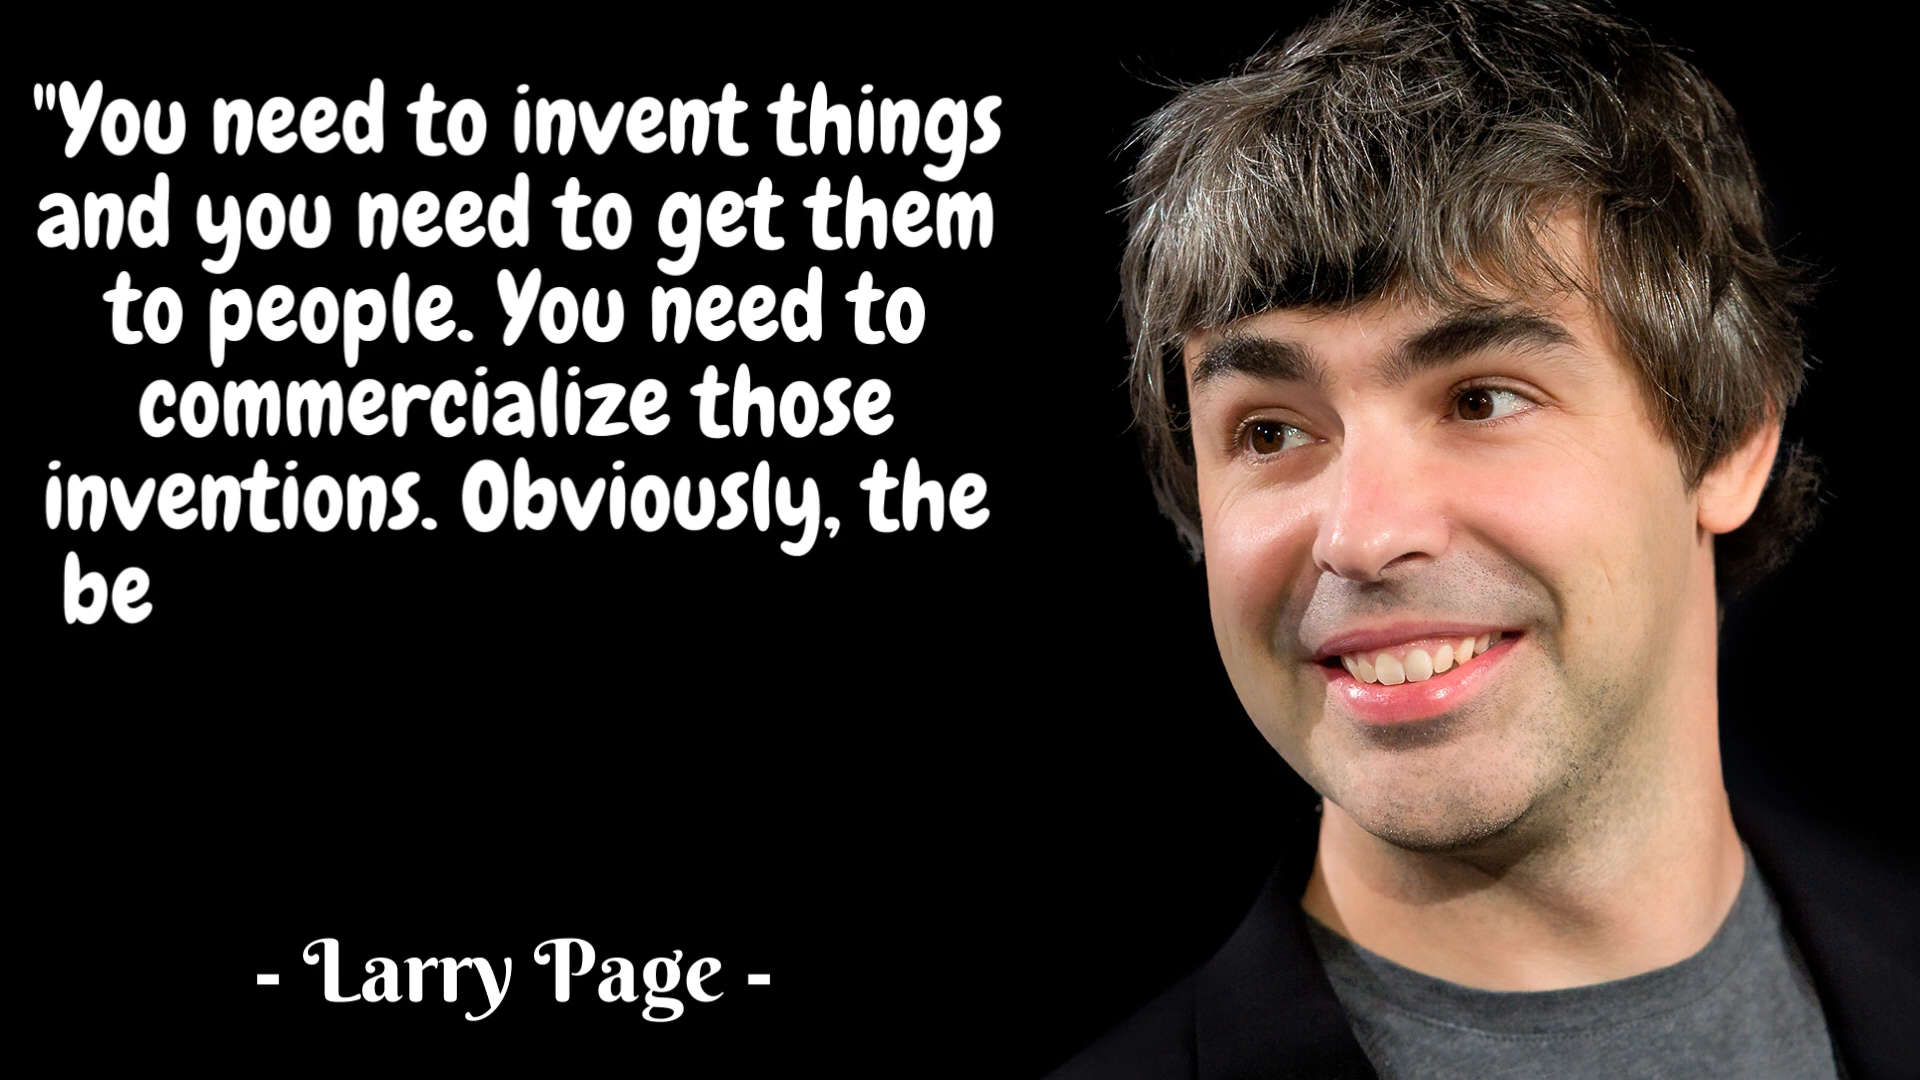 "You need to invent things
and you need to get them
to people. You need to
commercialize those
inventions. Obviously, the
be
- Larry Page -